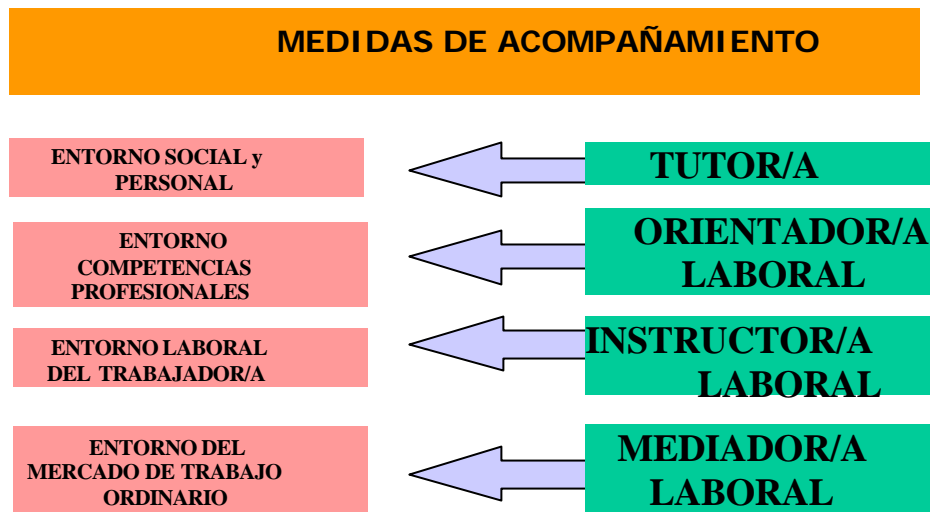 MEDIDAS DE ACOMPAÑAMIENTO
ENTORNO SOCIAL y
PERSONAL
TUTOR/A
ENTORNO
COMPETENCIAS
PROFESIONALES
ORIENTADOR/A
LABORAL
ENTORNO LABORAL
DEL TRABAJADOR/A
INSTRUCTOR/A
LABORAL
ENTORNO DEL
MERCADO DE TRABAJO
ORDINARIO
MEDIADOR/A
LABORAL